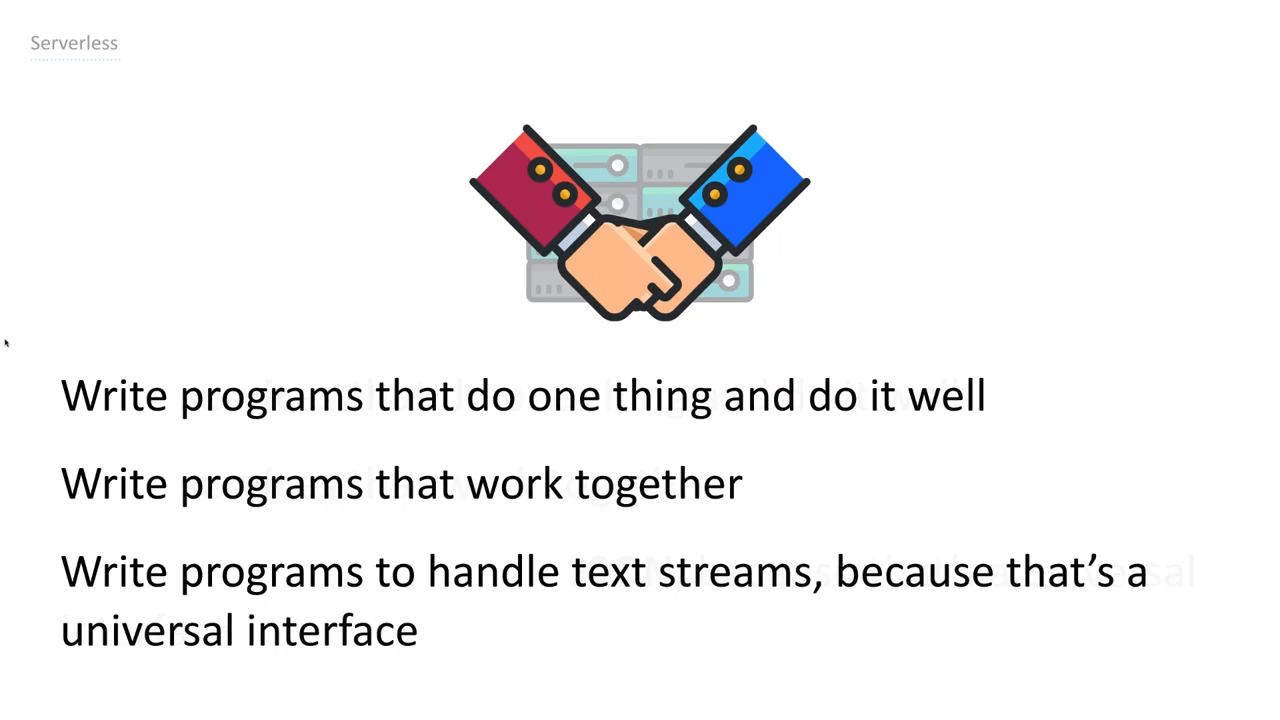 Serverless
Write programs that do one thing and do it well
Write programs that work together
Write programs to handle text streams, because that’s a
universal interface